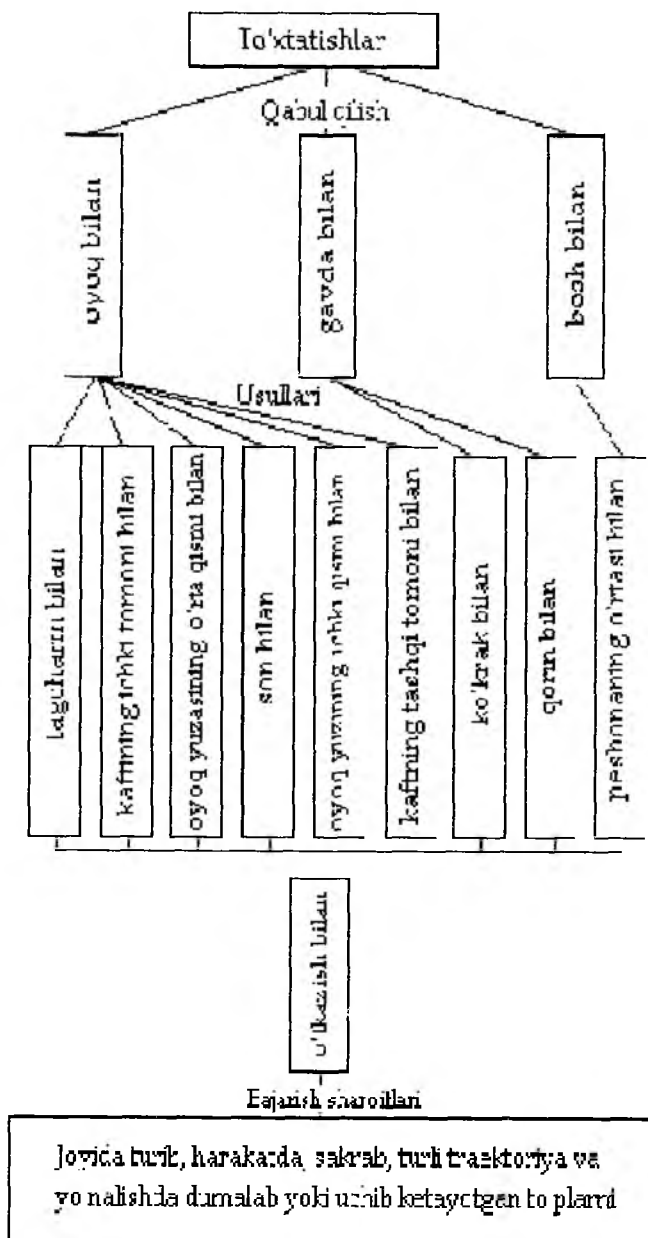 To'xtatishlar
Qabul qilish
oyoq bilan
gavda bilan
bosh bilan
Usullari
tagcharm bilan
kaftning ichki tomoni bilan
oyoq yuzasining o'rta qismi bilan
son bilan
oyoq yuzining ichki qismi bilan
kaftning tashqi tomoni bilan
ko'krak bilan
qorin bilan
peshonaning o'rtasi bilan
o'tkazish bilan
Bajarish sharoitlari
Joyida turib, harakatda, sakrab, turli traektoriya va
yo nalishda dumalab yoki uchib ketayotgan to plarni